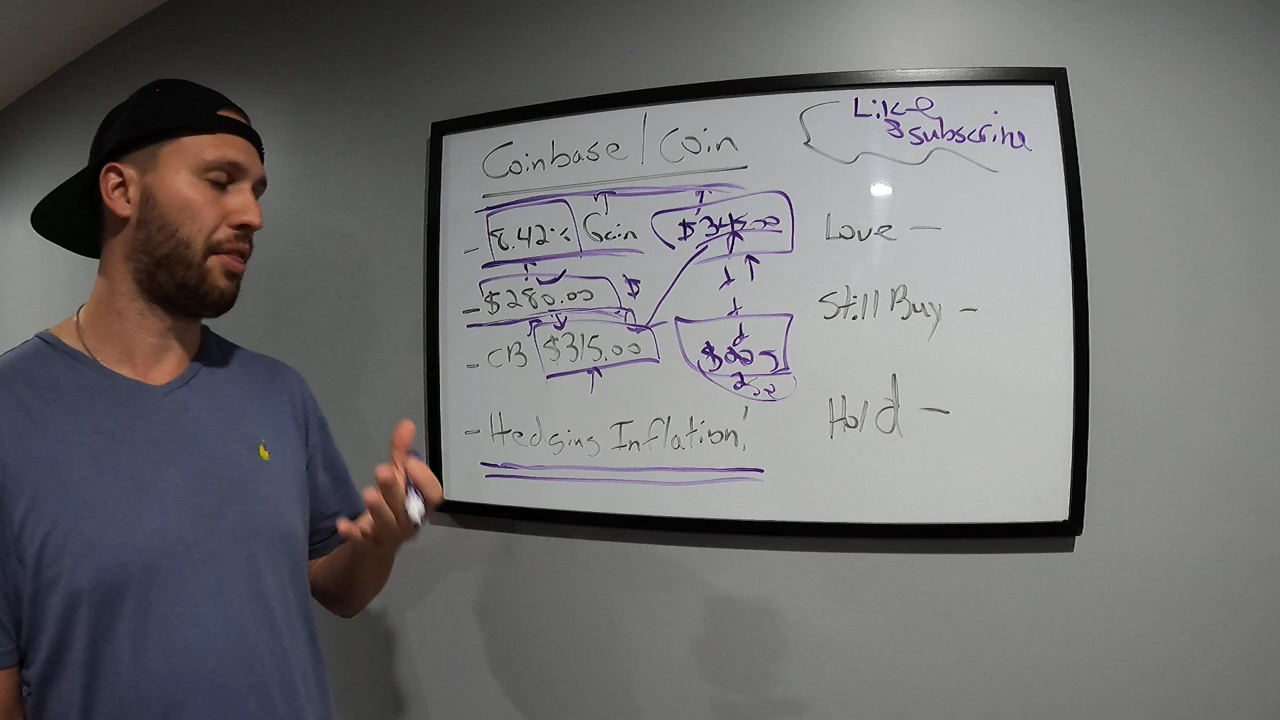 Coinbase / Coin
Like
& subscribe
- 8.42% Gain
$345.00
Love -
- $280.00
$
Still Buy -
- CB $315.00
Hold -
- Hedging Inflation!